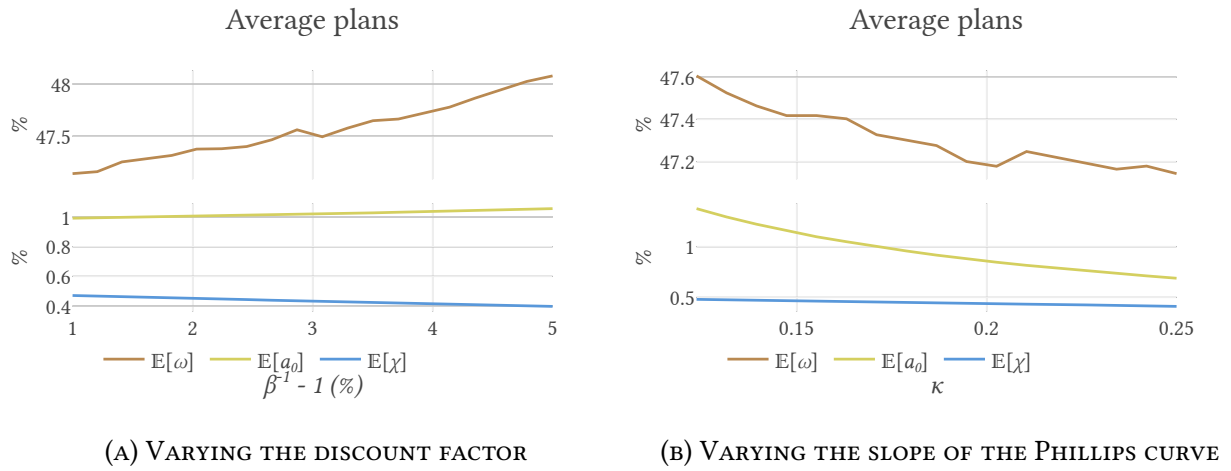 Average plans
48
47.5
%
1
0.8
0.6
0.4
%
1 2 3 4 5
𝔼[ω] 𝔼[a₀] 𝔼[χ]
β⁻¹ - 1 (%)
(A) Varying the discount factor
Average plans
47.6
47.4
47.2
%
1
0.5
%
0.15 0.2 0.25
𝔼[ω] 𝔼[a₀] 𝔼[χ]
κ
(B) Varying the slope of the Phillips curve